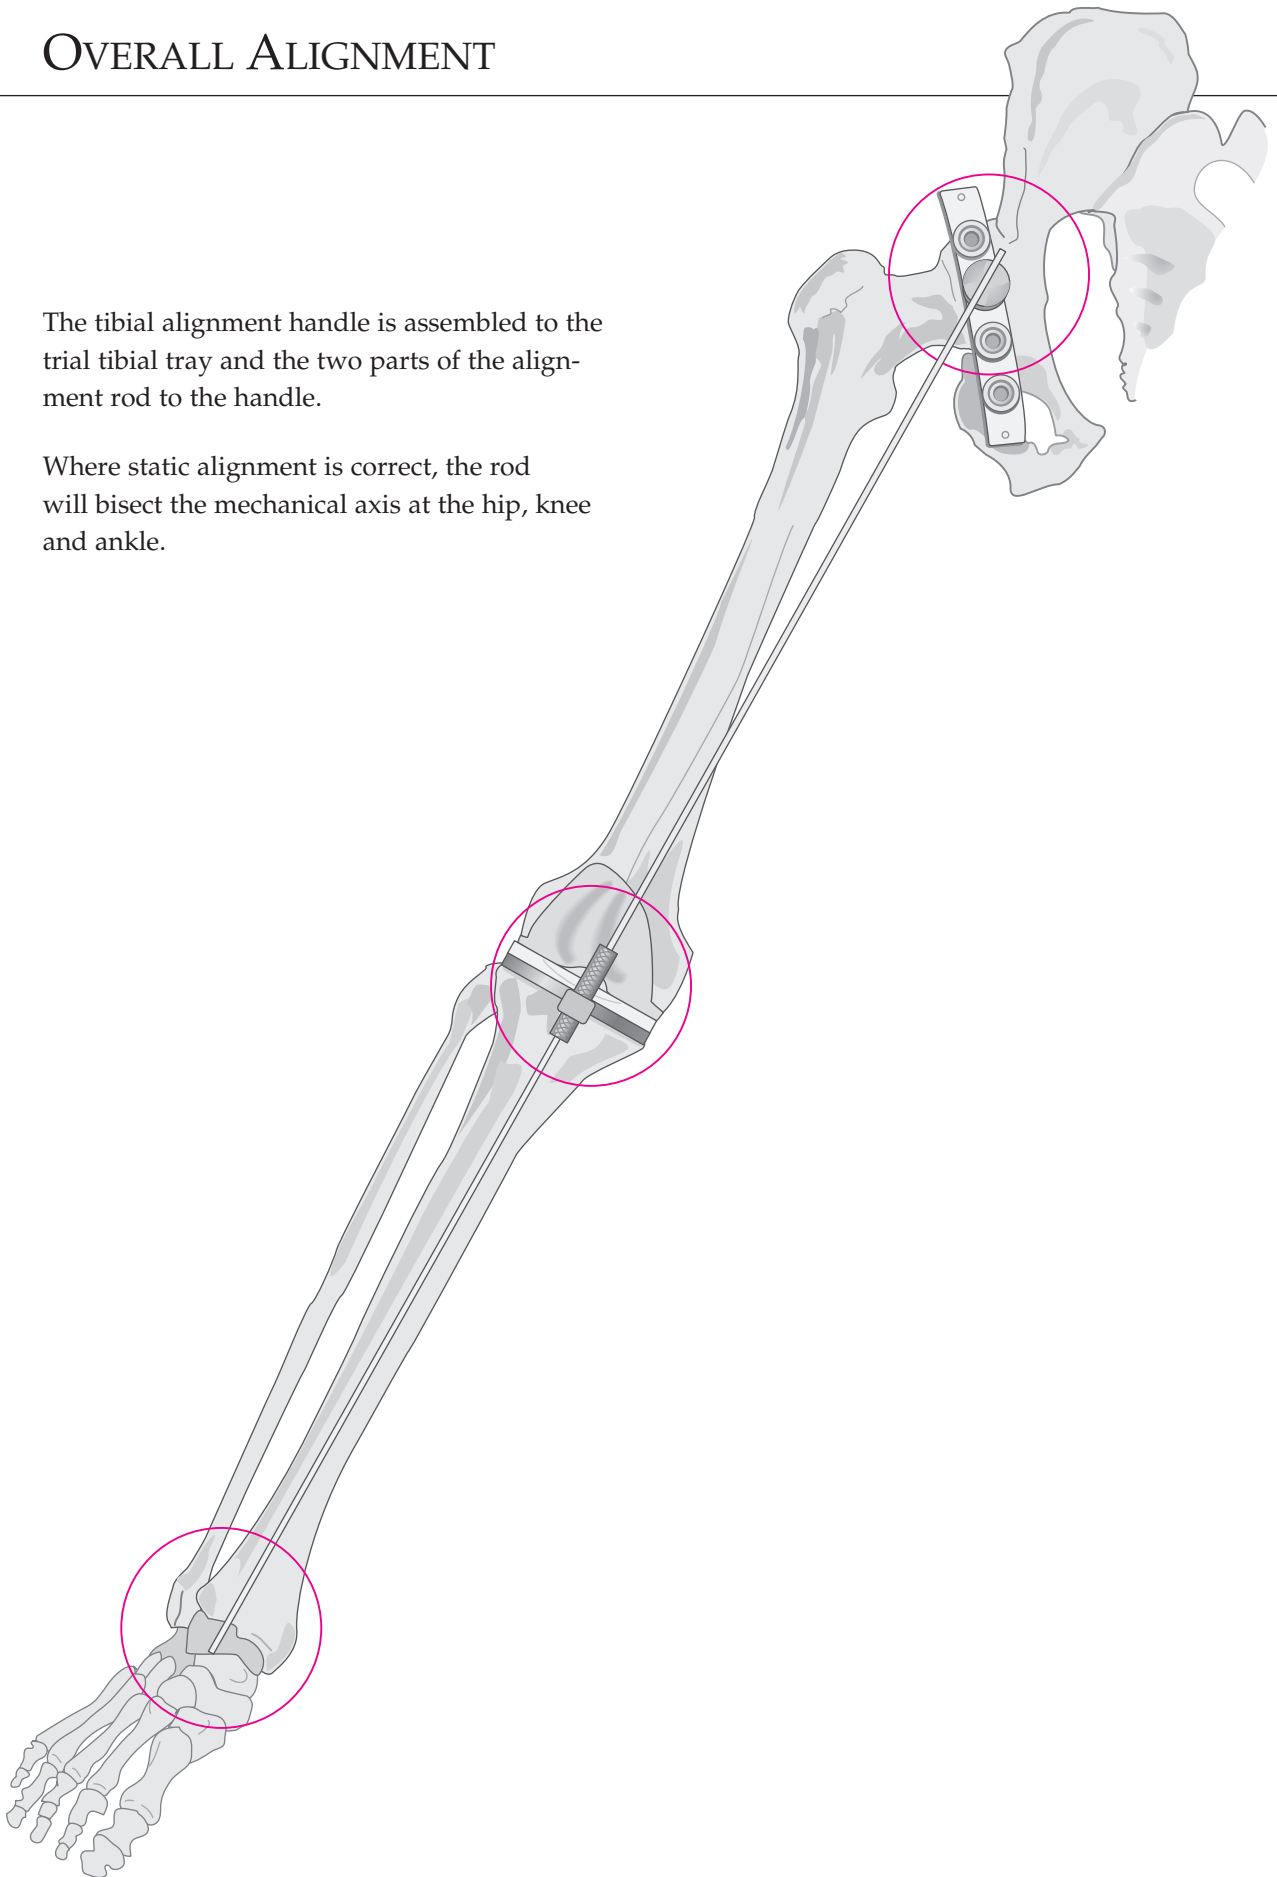 OVERALL ALIGNMENT
The tibial alignment handle is assembled to the
trial tibial tray and the two parts of the align-
ment rod to the handle.
Where static alignment is correct, the rod
will bisect the mechanical axis at the hip, knee
and ankle.